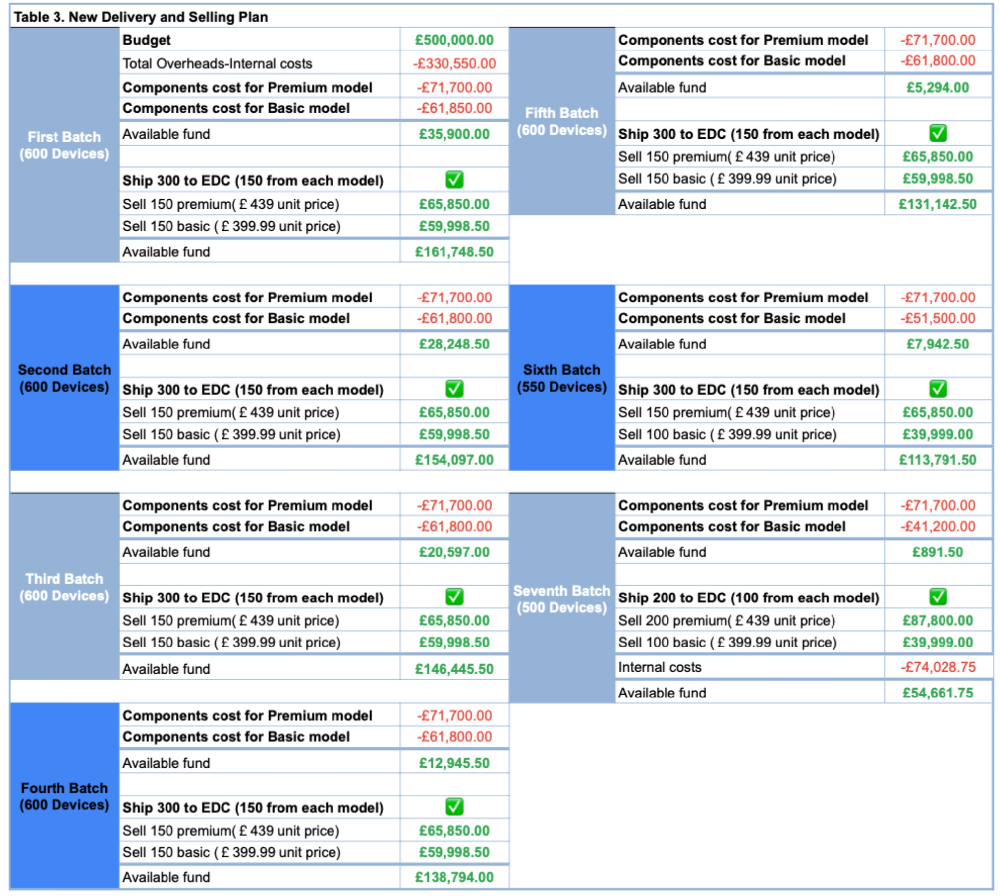 Table 3. New Delivery and Selling Plan
First Batch
(600 Devices)
Budget £500,000.00
Total Overheads-Internal costs -£330,550.00
Components cost for Premium model -£71,700.00
Components cost for Basic model -£61,850.00
Available fund £35,900.00
Ship 300 to EDC (150 from each model) ✅
Sell 150 premium( £ 439 unit price) £65,850.00
Sell 150 basic ( £ 399.99 unit price) £59,998.50
Available fund £161,748.50
Second Batch
(600 Devices)
Components cost for Premium model -£71,700.00
Components cost for Basic model -£61,800.00
Available fund £28,248.50
Ship 300 to EDC (150 from each model) ✅
Sell 150 premium( £ 439 unit price) £65,850.00
Sell 150 basic ( £ 399.99 unit price) £59,998.50
Available fund £154,097.00
Third Batch
(600 Devices)
Components cost for Premium model -£71,700.00
Components cost for Basic model -£61,800.00
Available fund £20,597.00
Ship 300 to EDC (150 from each model) ✅
Sell 150 premium( £ 439 unit price) £65,850.00
Sell 150 basic ( £ 399.99 unit price) £59,998.50
Available fund £146,445.50
Fourth Batch
(600 Devices)
Components cost for Premium model -£71,700.00
Components cost for Basic model -£61,800.00
Available fund £12,945.50
Ship 300 to EDC (150 from each model) ✅
Sell 150 premium( £ 439 unit price) £65,850.00
Sell 150 basic ( £ 399.99 unit price) £59,998.50
Available fund £138,794.00
Fifth Batch
(600 Devices)
Components cost for Premium model -£71,700.00
Components cost for Basic model -£61,800.00
Available fund £5,294.00
Ship 300 to EDC (150 from each model) ✅
Sell 150 premium( £ 439 unit price) £65,850.00
Sell 150 basic ( £ 399.99 unit price) £59,998.50
Available fund £131,142.50
Sixth Batch
(550 Devices)
Components cost for Premium model -£71,700.00
Components cost for Basic model -£51,500.00
Available fund £7,942.50
Ship 300 to EDC (150 from each model) ✅
Sell 150 premium( £ 439 unit price) £65,850.00
Sell 100 basic ( £ 399.99 unit price) £39,999.00
Available fund £113,791.50
Seventh Batch
(500 Devices)
Components cost for Premium model -£71,700.00
Components cost for Basic model -£41,200.00
Available fund £891.50
Ship 200 to EDC (100 from each model) ✅
Sell 200 premium( £ 439 unit price) £87,800.00
Sell 100 basic ( £ 399.99 unit price) £39,999.00
Internal costs -£74,028.75
Available fund £54,661.75